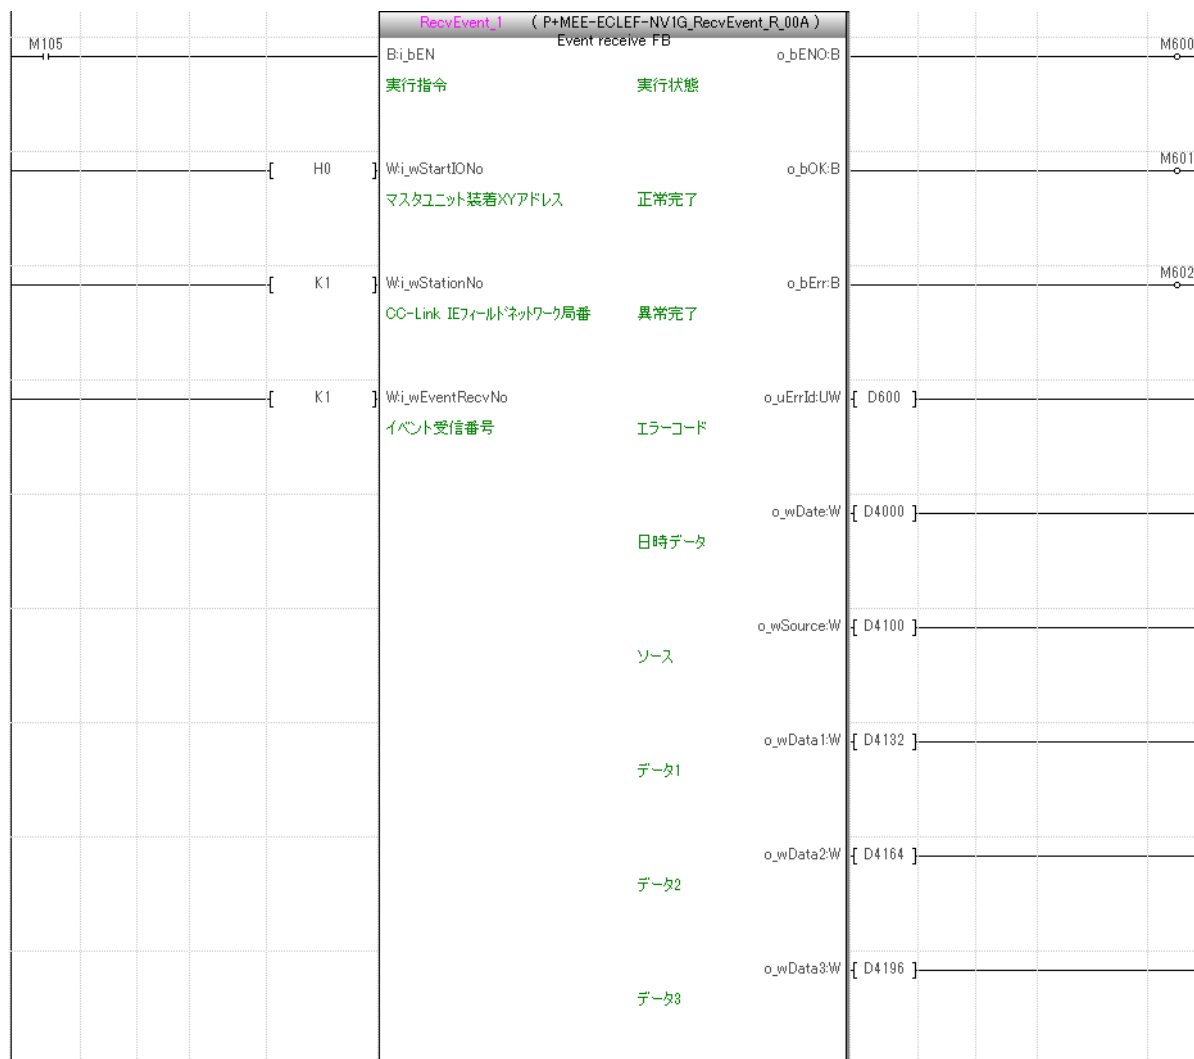 RecvEvent_1 ( P+MEE-ECLEF-NV1G_RecvEvent_R_00A )
Event receive FB
M105
B:i_bEN o_bENO:B
M600
実行指令 実行状態
[ H0 ] W:i_wStartIONo o_bOK:B
M601
マスタユニット装着XYアドレス 正常完了
[ K1 ] W:i_wStationNo o_bErr:B
M602
CC-Link IEフィールドネットワーク局番 異常完了
[ K1 ] W:i_wEventRecvNo o_uErrId:UW [ D600 ]
イベント受信番号 エラーコード
o_wDate:W [ D4000 ]
日時データ
o_wSource:W [ D4100 ]
ソース
o_wData1:W [ D4132 ]
データ1
o_wData2:W [ D4164 ]
データ2
o_wData3:W [ D4196 ]
データ3